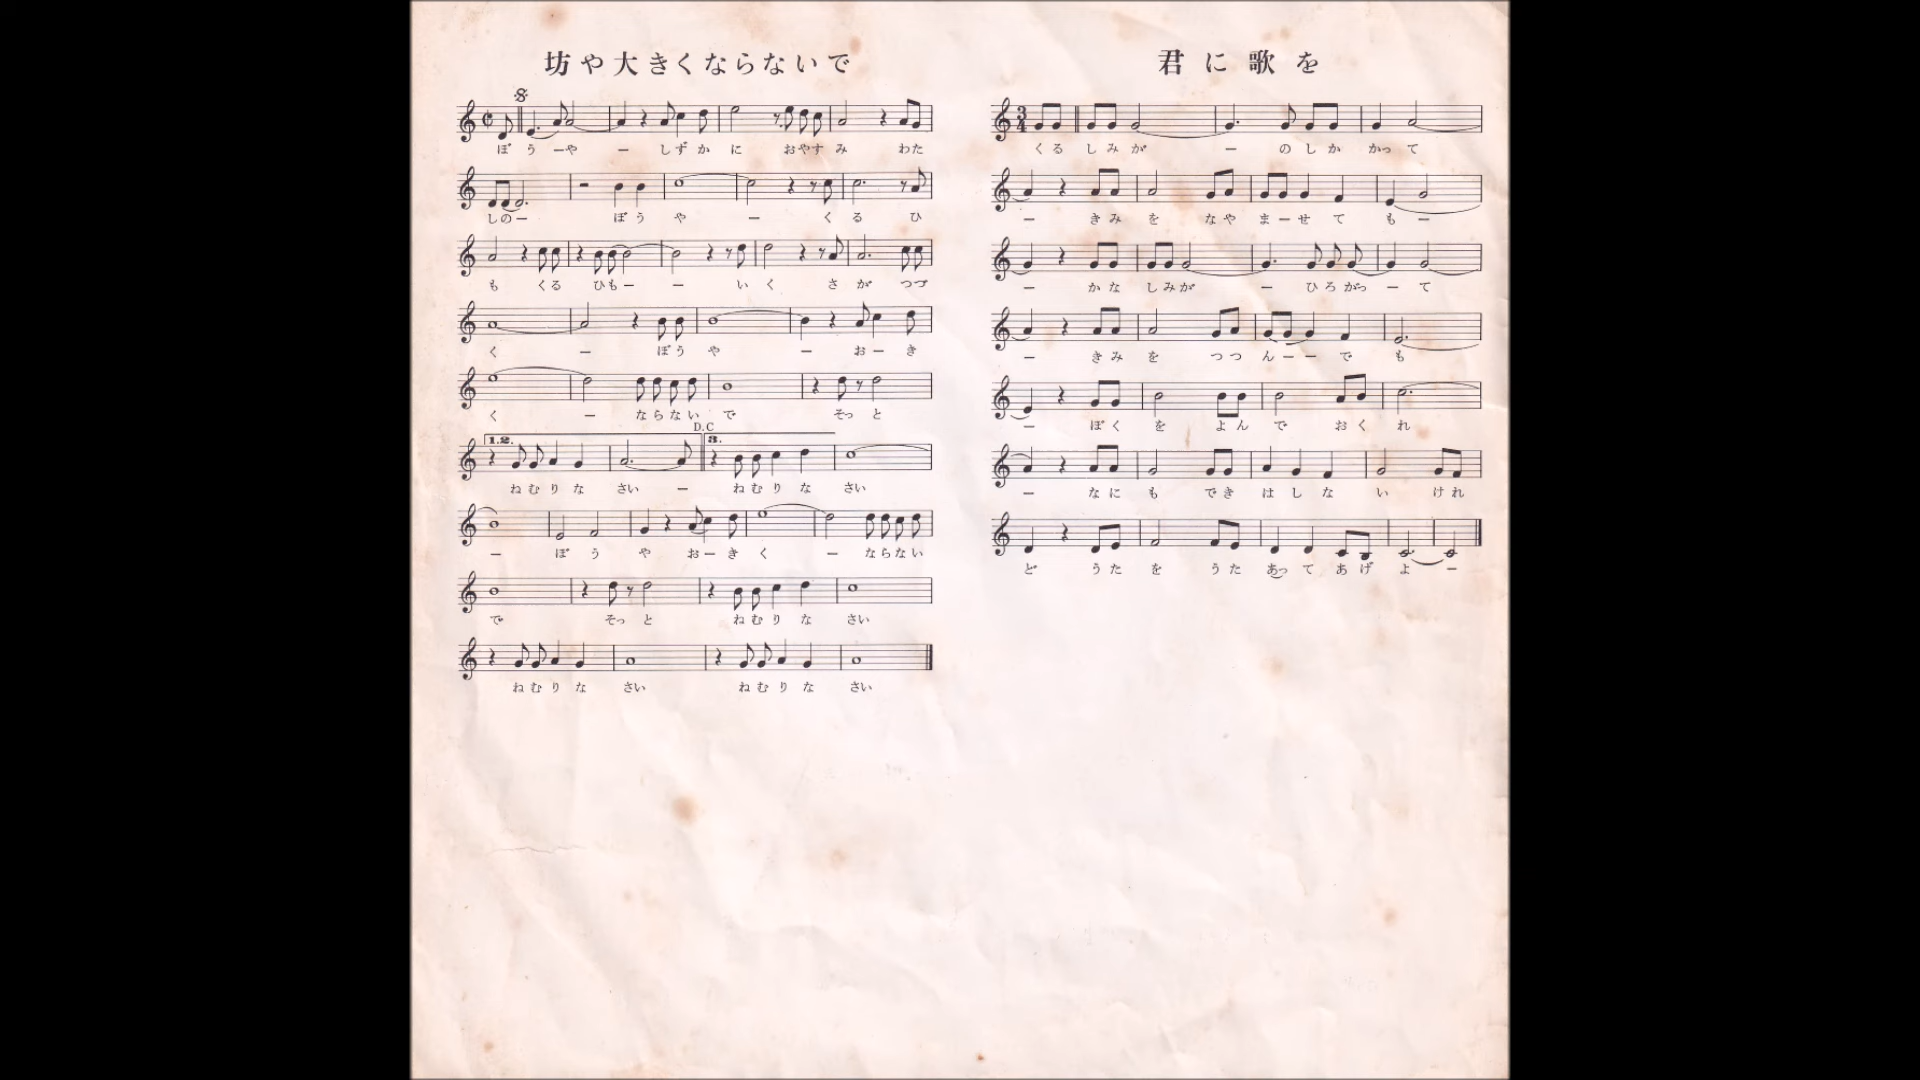 坊や大きくならないで
ぼ う ー や ー し ず か に お や す み わ た
し の ー ぼ う や ー く る ひ
も く る ひ も ー ー い く さ が つ づ
く ー ぼ う や ー お ー き
く ー な ら な い で そっ と
D.C
1.2. 3.
ね む り な さい ー ね む り な さい
ー ぼ う や お ー き く ー な ら な い
で そっ と ね む り な さい
ね む り な さい ね む り な さい
君に歌を
3/4
く る し み が ー の し か かっ て
ー き み を な や ま ー せ て も ー
ー か な し み が ー ひ ろ がっ ー て
ー き み を つ つ ん ー ー で も
ー ぼ く を よ ん で お く れ
ー な に も で き は し な い け れ
ど う た を う た あっ て あ げ よ ー